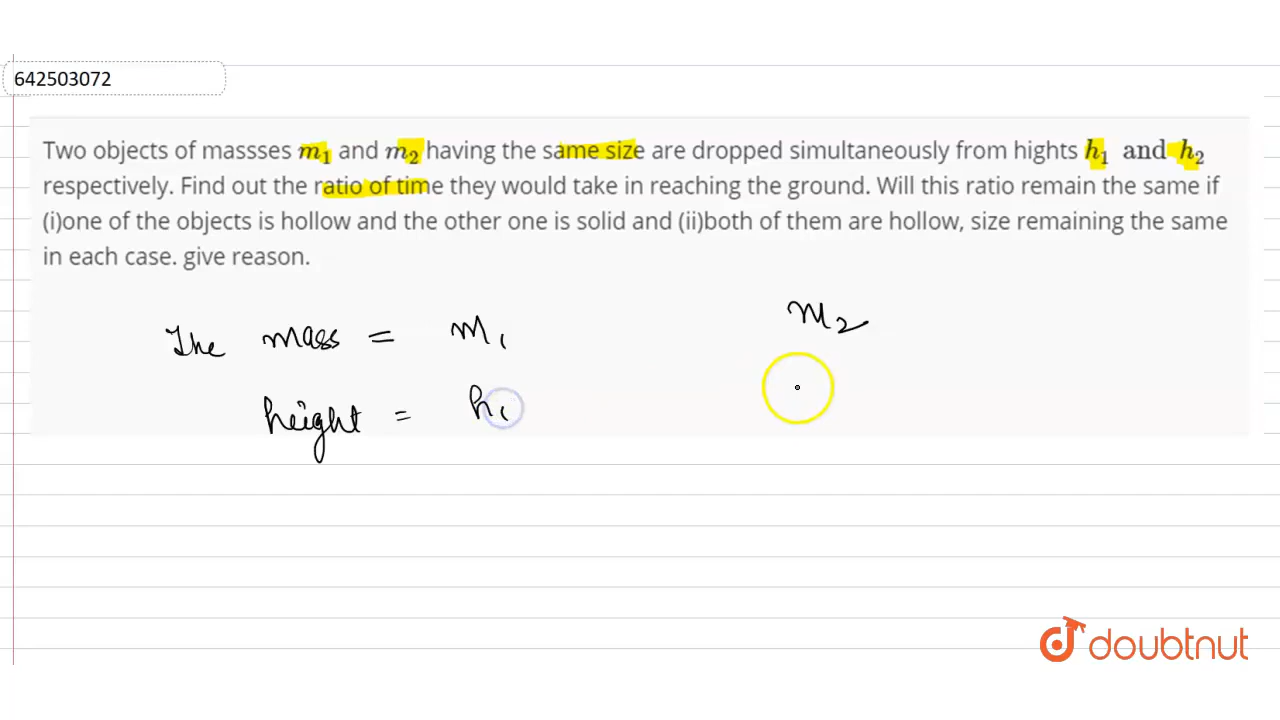 642503072
Two objects of massses m₁ and m₂ having the same size are dropped simultaneously from hights h₁ and h₂
respectively. Find out the ratio of time they would take in reaching the ground. Will this ratio remain the same if
(i)one of the objects is hollow and the other one is solid and (ii)both of them are hollow, size remaining the same
in each case. give reason.
The mass = m₁ m₂
height = h₁
doubtnut